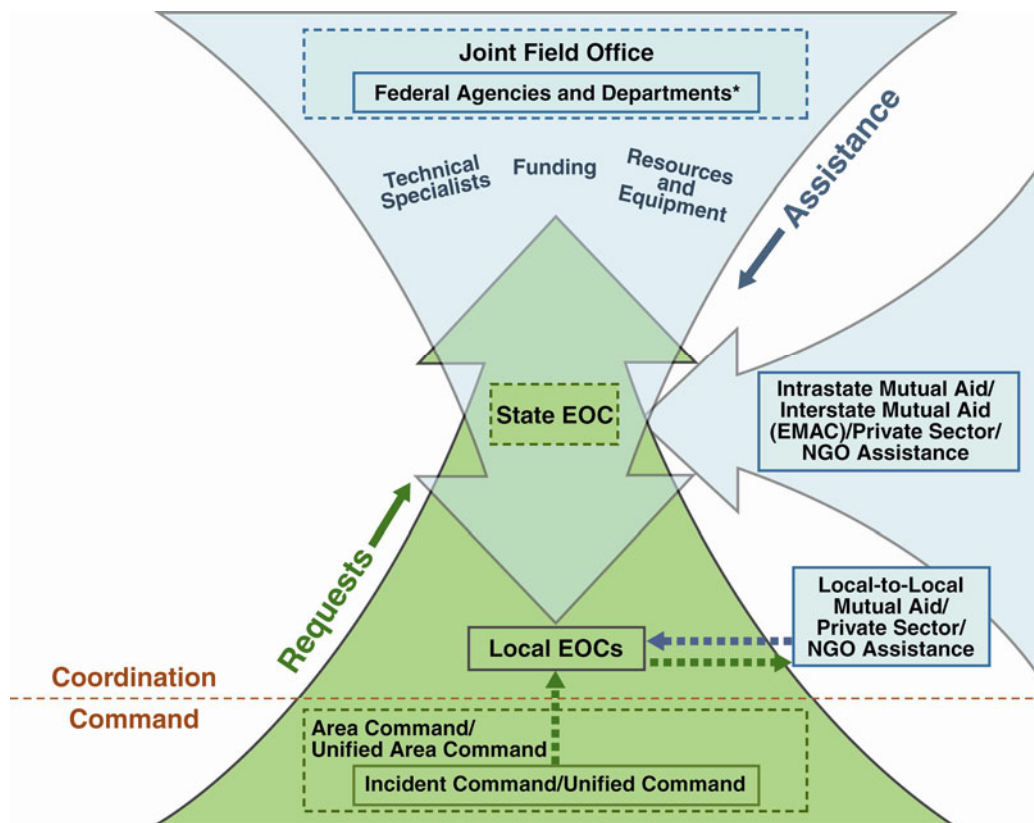 Joint Field Office
Federal Agencies and Departments*
Technical
Specialists
Funding
Resources
and
Equipment
Assistance
State EOC
Intrastate Mutual Aid/
Interstate Mutual Aid
(EMAC)/Private Sector/
NGO Assistance
Requests
Local-to-Local
Mutual Aid/
Private Sector/
NGO Assistance
Local EOCs
Coordination
Command
Area Command/
Unified Area Command
Incident Command/Unified Command